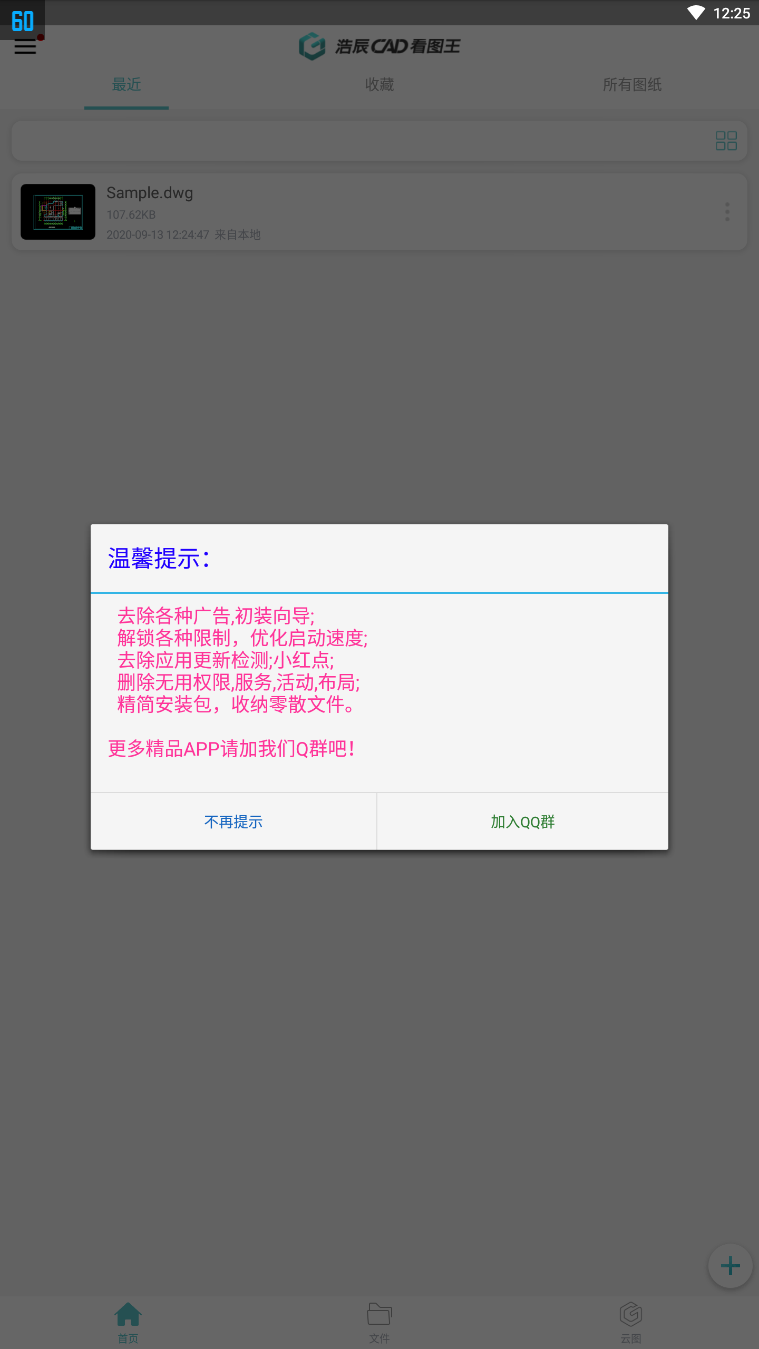 60
12:25
浩辰CAD看图王
最近
收藏
所有图纸
Sample.dwg
107.62KB
2020-09-13 12:24:47 来自本地
温馨提示：
去除各种广告,初装向导;
解锁各种限制，优化启动速度;
去除应用更新检测;小红点;
删除无用权限,服务,活动,布局;
精简安装包，收纳零散文件。
更多精品APP请加我们Q群吧！
不再提示
加入QQ群
首页
文件
云图